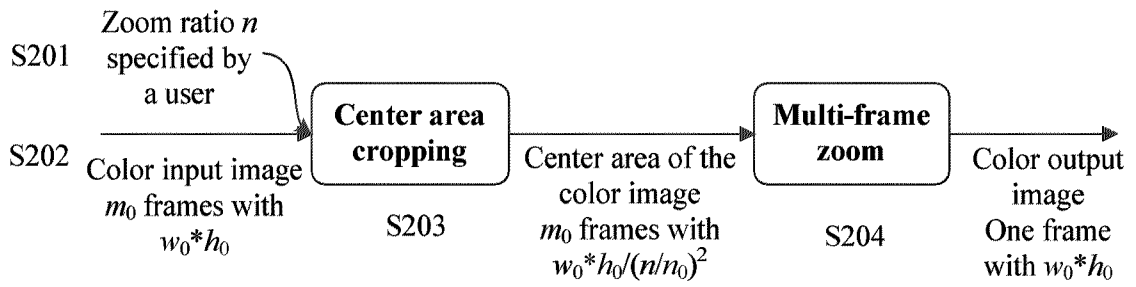 S201
Zoom ratio n
specified by
a user
S202
Color input image
m₀ frames with
w₀*h₀
Center area
cropping
S203
Center area of the
color image
m₀ frames with
w₀*h₀/(n/n₀)²
Multi-frame
zoom
S204
Color output
image
One frame
with w₀*h₀